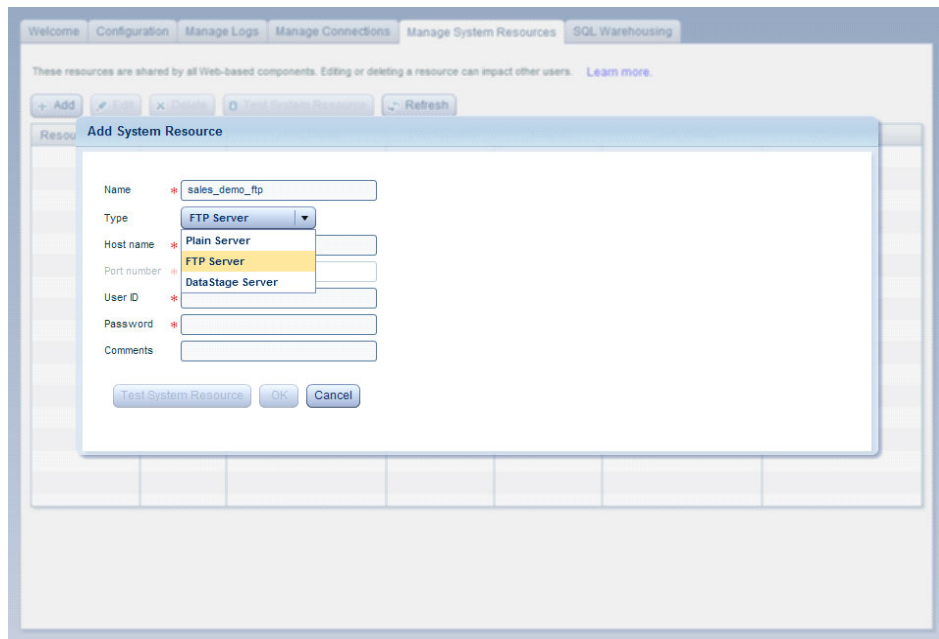 Welcome Configuration Manage Logs Manage Connections Manage System Resources SQL Warehousing
These resources are shared by all Web-based components. Editing or deleting a resource can impact other users. Learn more.
+ Add Edit Delete Test System Resource Refresh
Resou
Add System Resource
Name * sales_demo_ftp
Type FTP Server
Plain Server
Host name *
FTP Server
Port number *
DataStage Server
User ID *
Password *
Comments
Test System Resource OK Cancel